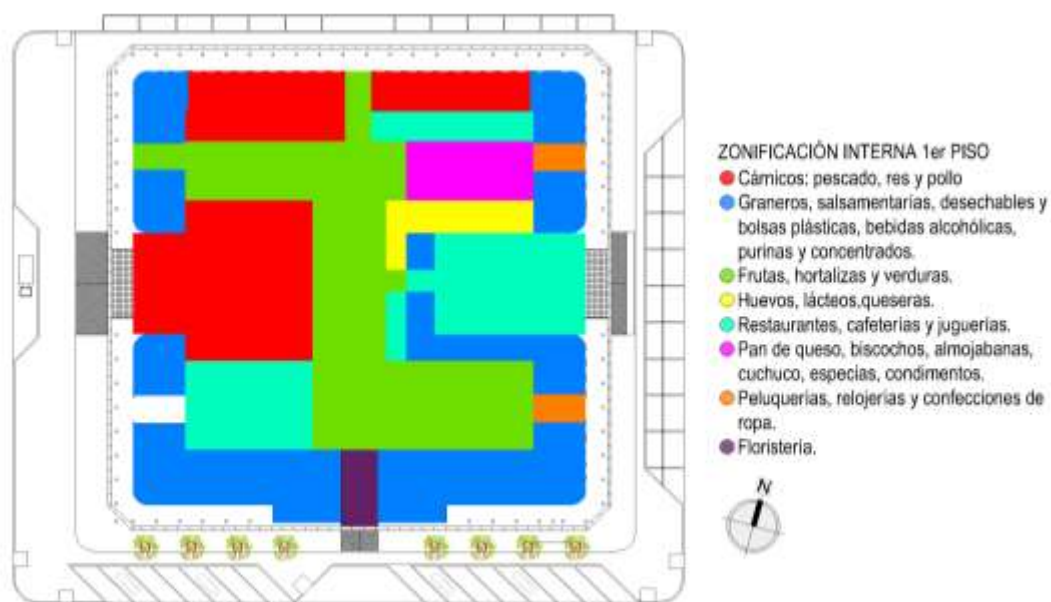 ZONIFICACIÓN INTERNA 1er PISO
Cárnicos: pescado, res y pollo
Graneros, salsamentarias, desechables y
bolsas plásticas, bebidas alcohólicas,
purinas y concentrados.
Frutas, hortalizas y verduras.
Huevos, lácteos,queseras.
Restaurantes, cafeterías y juguerías.
Pan de queso, biscochos, almojabanas,
cuchuco, especias, condimentos.
Peluquerias, relojerias y confecciones de
ropa.
Floristería.
N